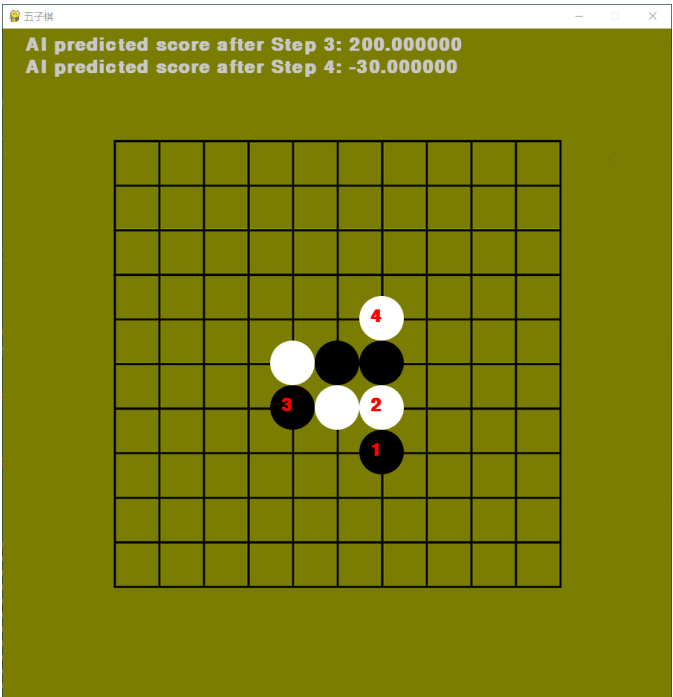 五子棋
AI predicted score after Step 3: 200.000000
AI predicted score after Step 4: -30.000000
4
3
2
1